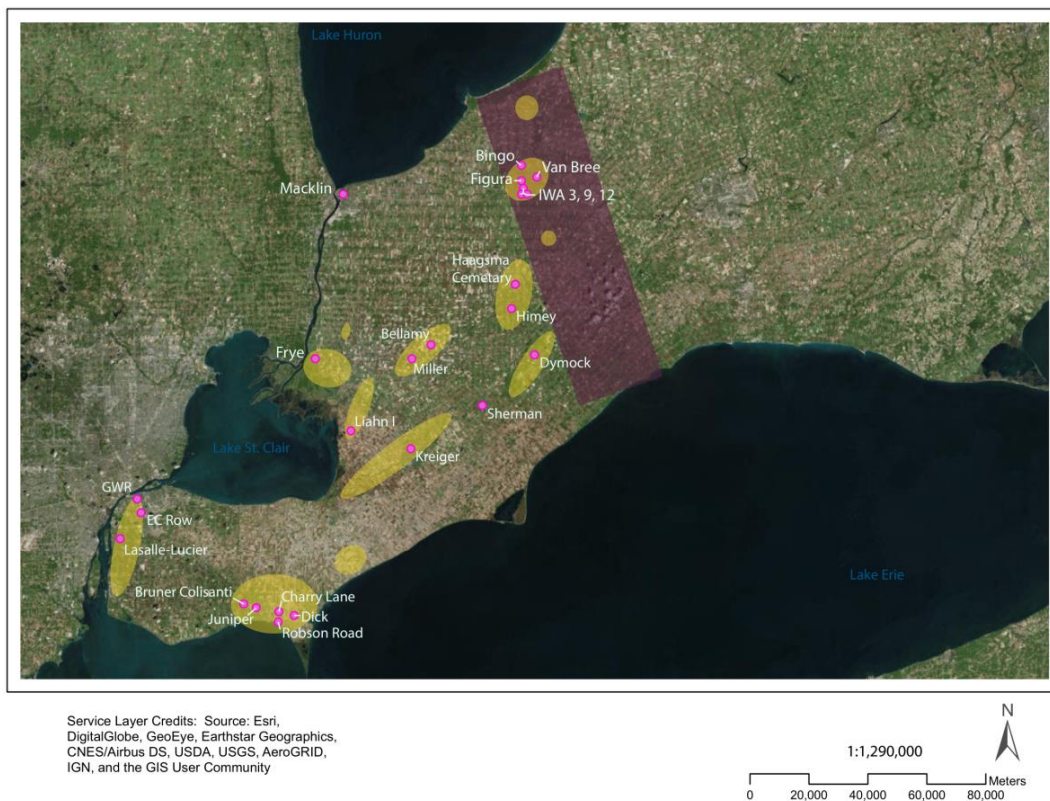 Lake Huron
Bingo
Van Bree
Figura
Macklin
IWA 3, 9, 12
Haagsma
Cemetary
Himey
Bellamy
Frye
Miller
Dymock
Sherman
Liahn I
Lake St. Clair
Kreiger
GWR
EC Row
Lasalle-Lucier
Lake Erie
Bruner Colisanti
Charry Lane
Juniper
Dick
Robson Road
Service Layer Credits: Source: Esri,
DigitalGlobe, GeoEye, Earthstar Geographics,
CNES/Airbus DS, USDA, USGS, AeroGRID,
IGN, and the GIS User Community
N
1:1,290,000
Meters
0 20,000 40,000 60,000 80,000